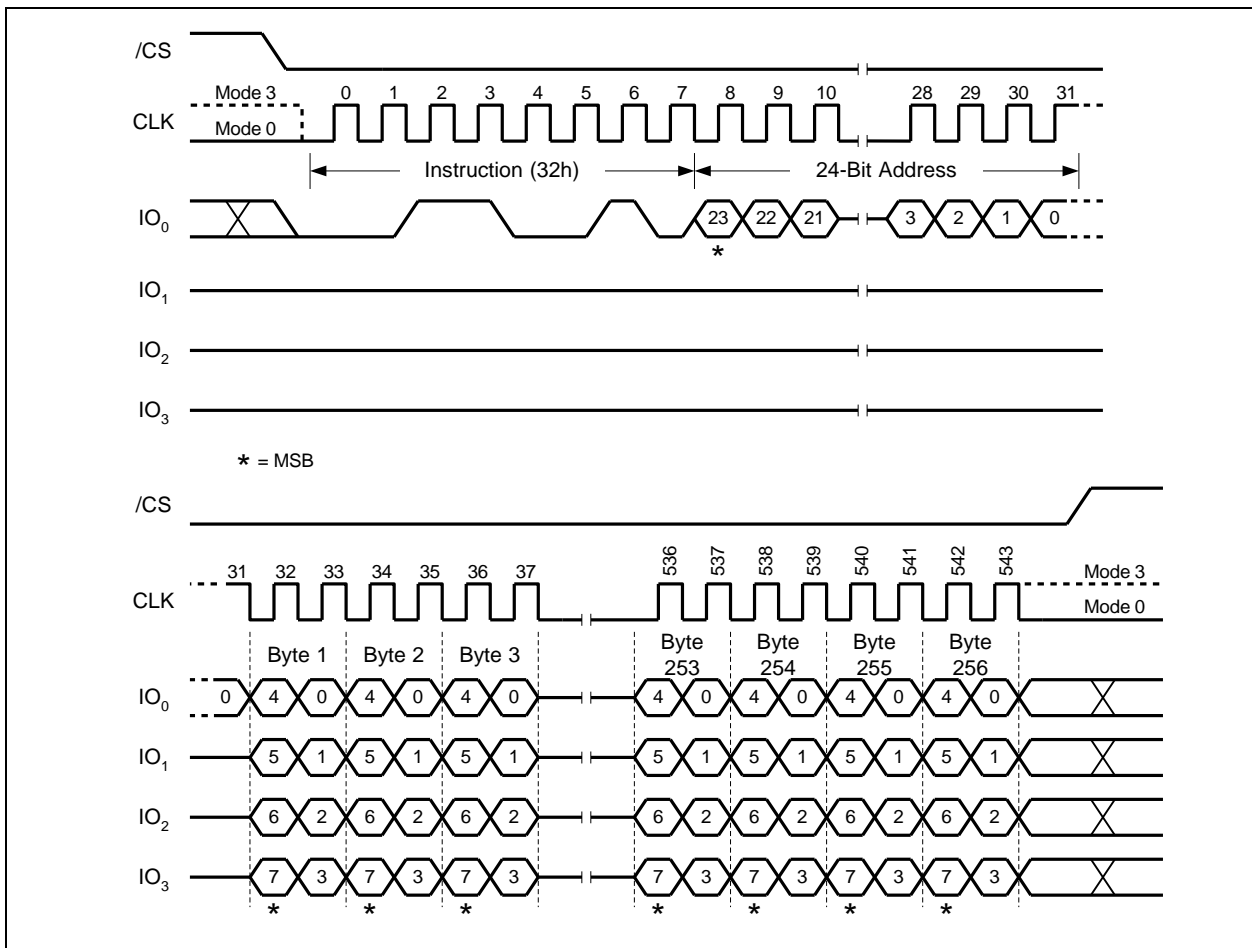 /CS
Mode 3 0 1 2 3 4 5 6 7 8 9 10 28 29 30 31
CLK
Mode 0
Instruction (32h) 24-Bit Address
IO0 23 22 21 3 2 1 0
*
IO1
IO2
IO3
* = MSB
/CS
31 32 33 34 35 36 37 536 537 538 539 540 541 542 543 Mode 3
CLK
Mode 0
Byte 1 Byte 2 Byte 3 Byte 253 Byte 254 Byte 255 Byte 256
IO0 0 4 0 4 0 4 0 4 0 4 0 4 0 4 0
IO1 5 1 5 1 5 1 5 1 5 1 5 1 5 1
IO2 6 2 6 2 6 2 6 2 6 2 6 2 6 2
IO3 7 3 7 3 7 3 7 3 7 3 7 3 7 3
* * * * * * *